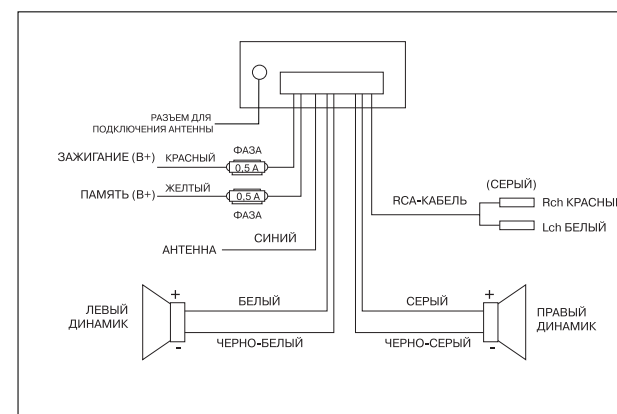 РАЗЪЕМ ДЛЯ
ПОДКЛЮЧЕНИЯ АНТЕННЫ
ФАЗА
ЗАЖИГАНИЕ (В+) КРАСНЫЙ 0,5 А
ПАМЯТЬ (В+) ЖЕЛТЫЙ 0,5 А
ФАЗА
АНТЕННА СИНИЙ
(СЕРЫЙ)
RCA-КАБЕЛЬ
Rch КРАСНЫЙ
Lch БЕЛЫЙ
ЛЕВЫЙ
ДИНАМИК
+
-
БЕЛЫЙ
ЧЕРНО-БЕЛЫЙ
СЕРЫЙ
ЧЕРНО-СЕРЫЙ
+
-
ПРАВЫЙ
ДИНАМИК